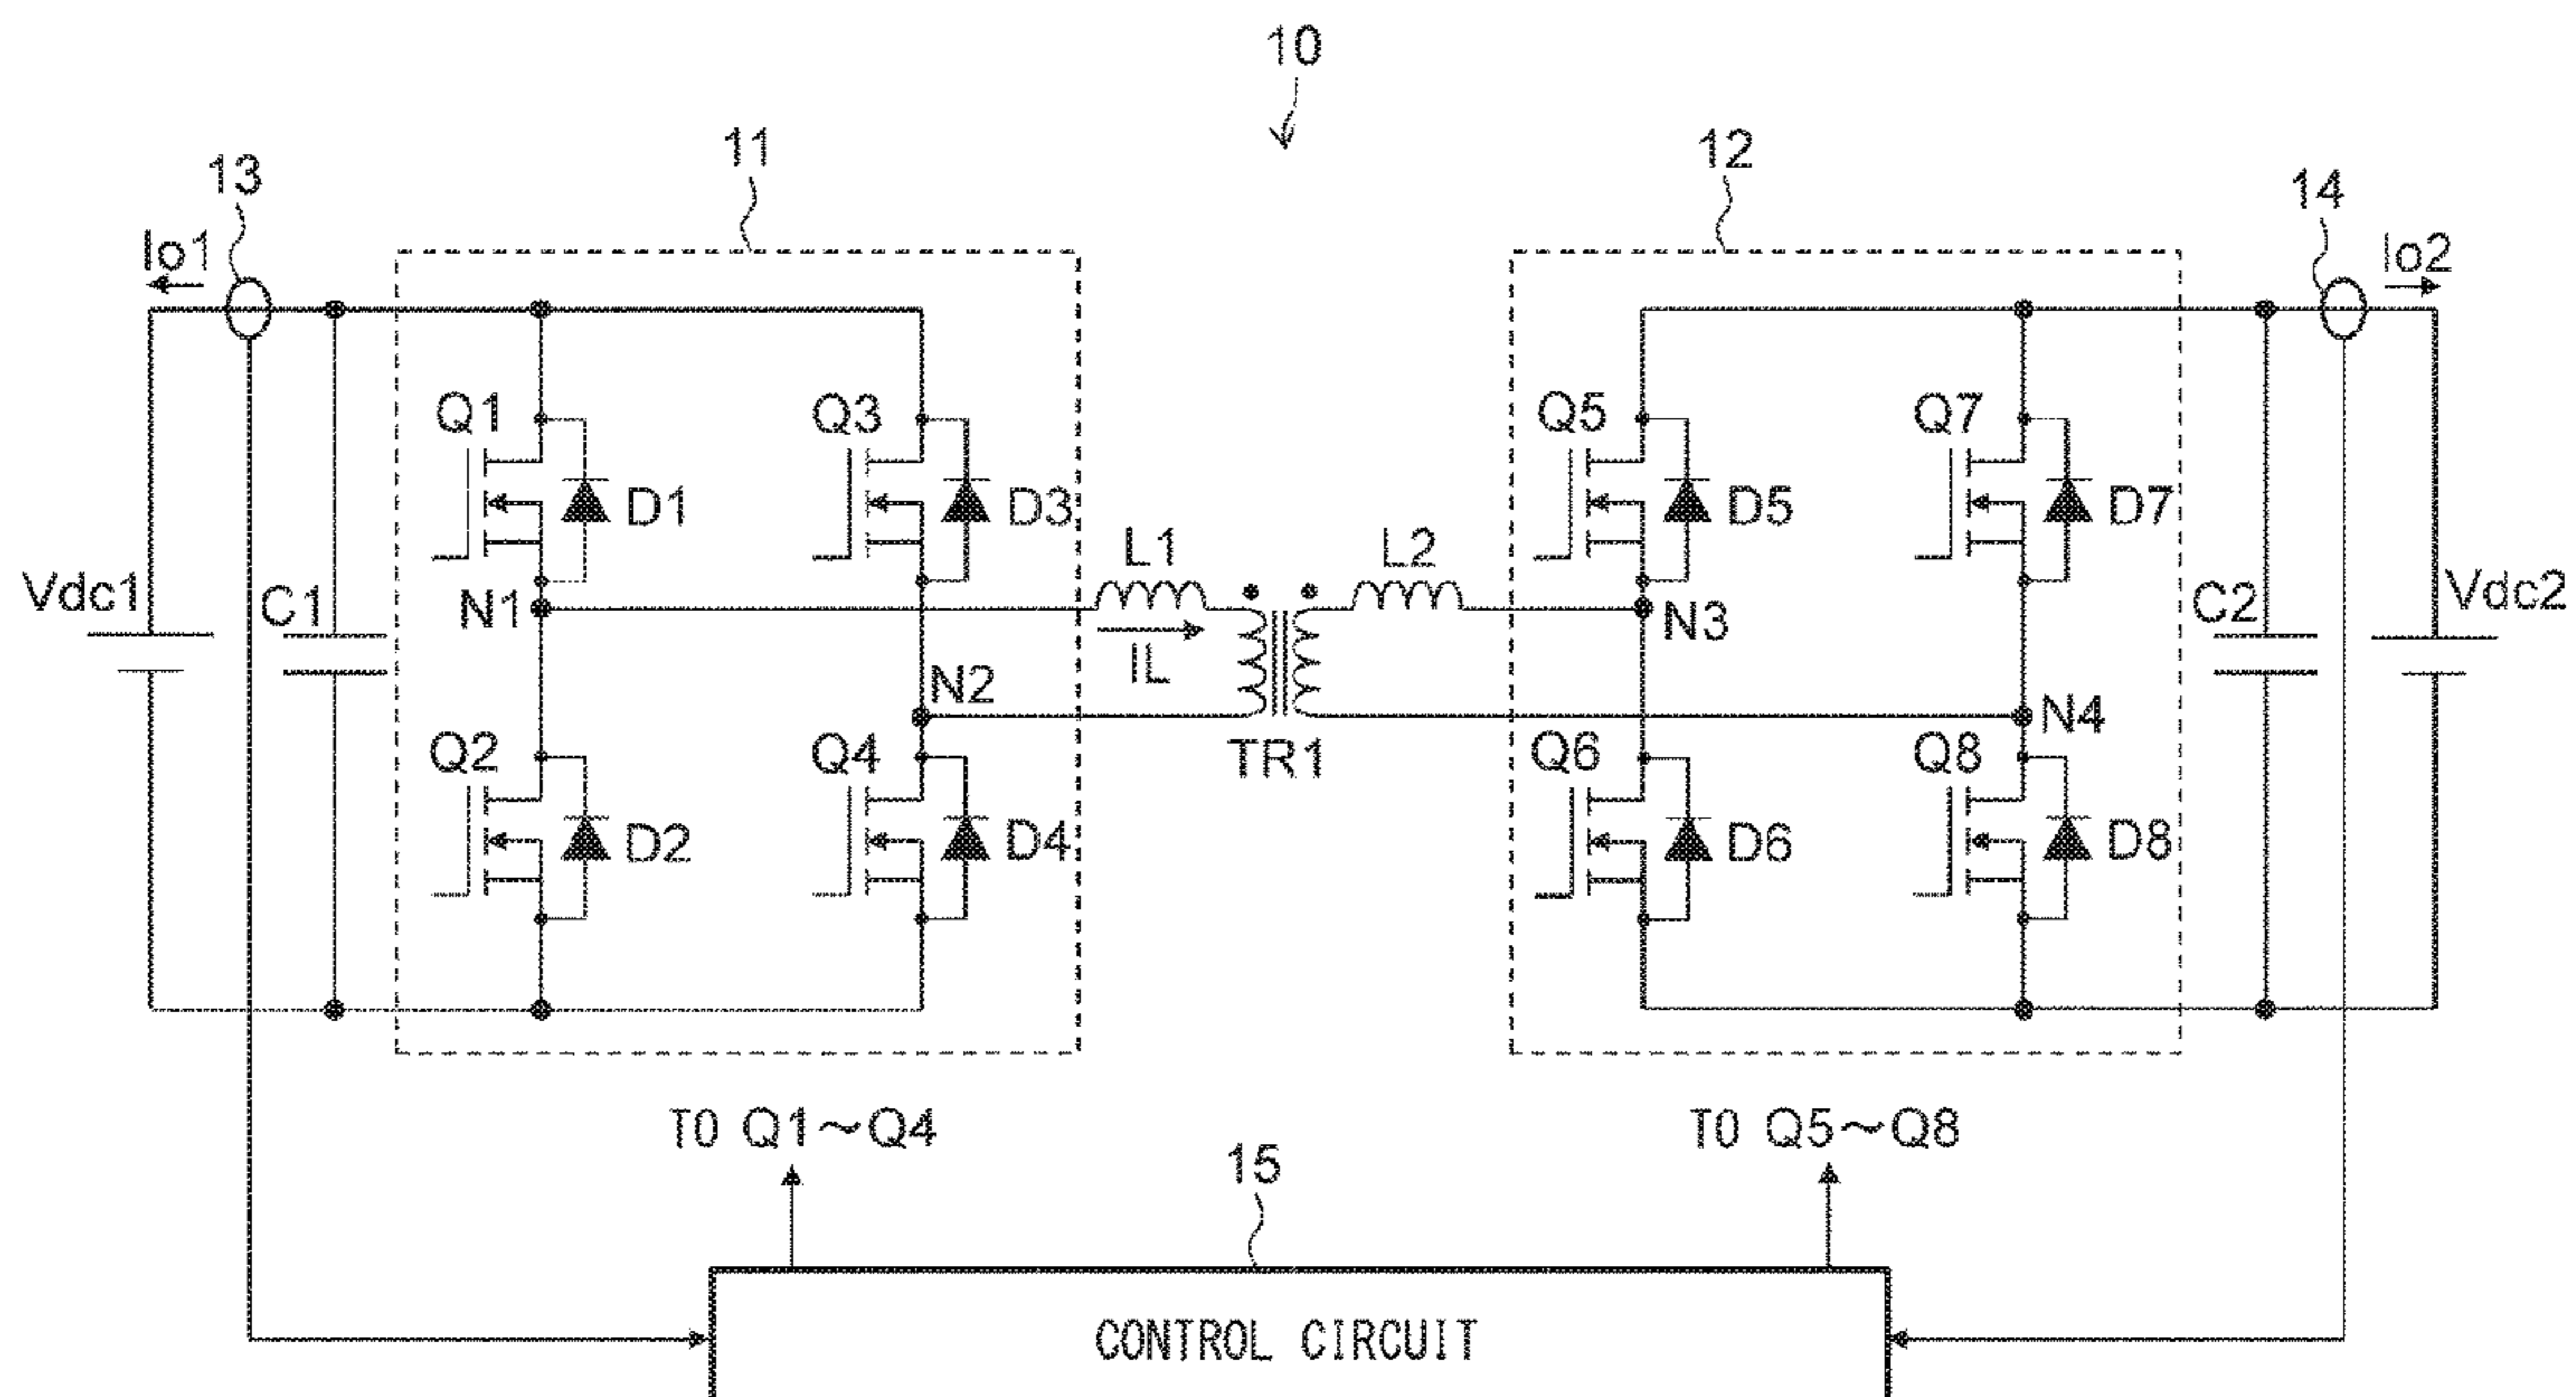 10
11
12
13
14
Io1
Io2
Q1
Q3
Q5
Q7
D1
D3
D5
D7
L1
L2
Vdc1
C1
N1
IL
N3
C2
Vdc2
N2
N4
TR1
Q2
Q4
Q6
Q8
D2
D4
D6
D8
TO Q1～Q4
TO Q5～Q8
15
CONTROL CIRCUIT